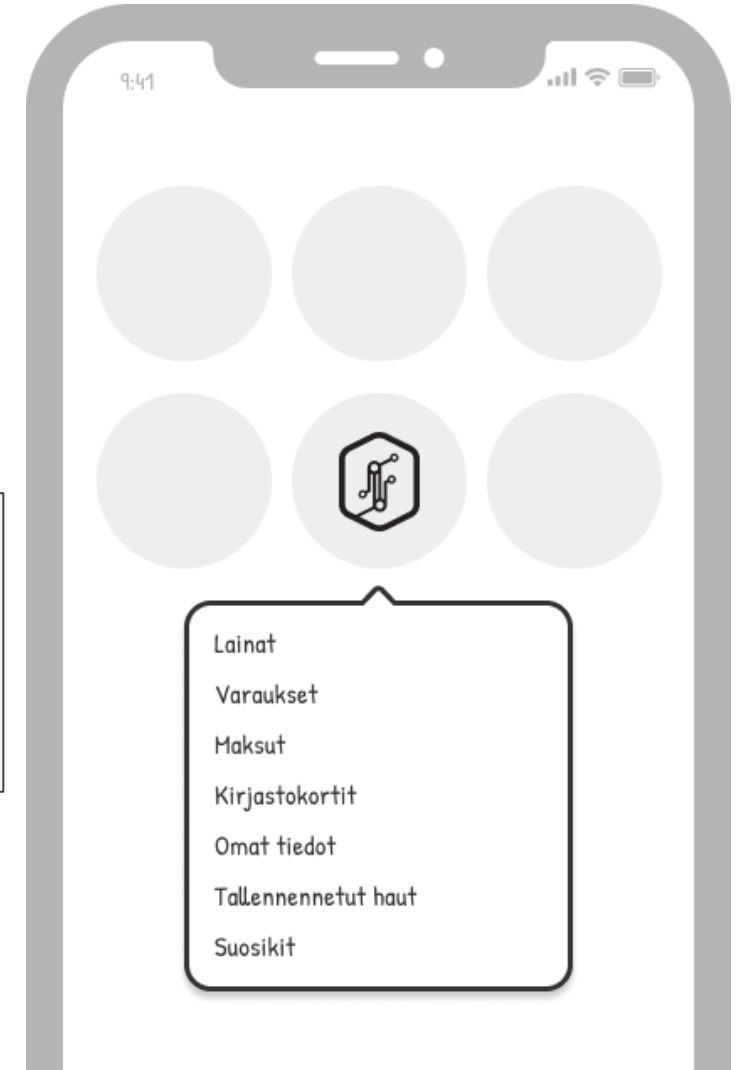 9:41
Lainat
Varaukset
Maksut
Kirjastokortit
Omat tiedot
Tallennennetut haut
Suosikit